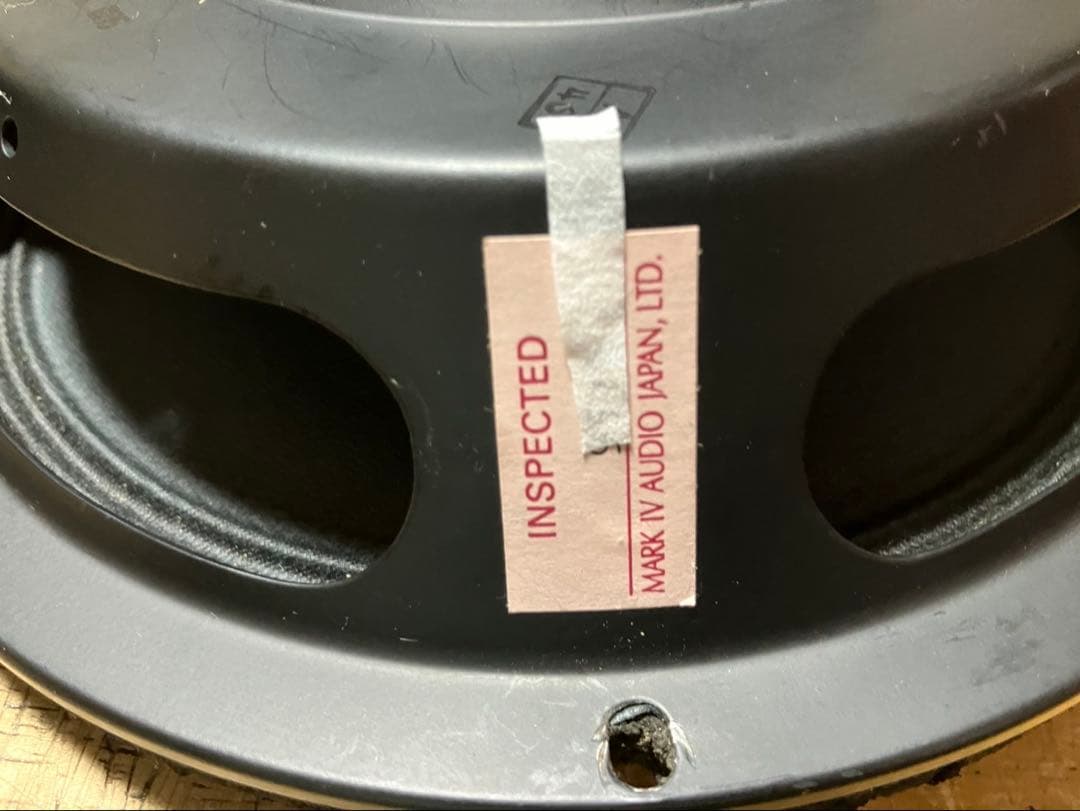 INSPECTED
MARK IV AUDIO JAPAN, LTD.